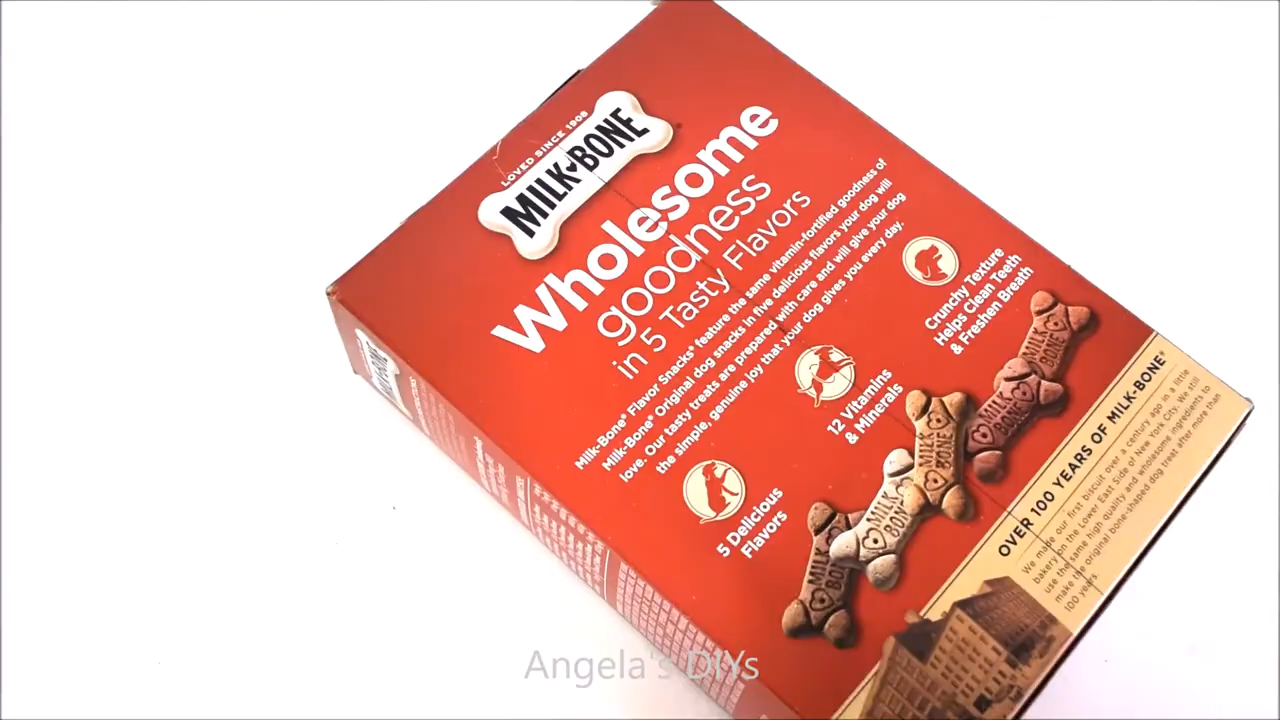 LOVED SINCE 1908
MILK-BONE
Wholesome
goodness
in 5 Tasty Flavors
Milk-Bone® Flavor Snacks® feature the same vitamin-fortified goodness of
Milk-Bone® Original dog snacks in five delicious flavors your dog will
love. Our tasty treats are prepared with care and will give your dog
the simple, genuine joy that your dog gives you every day.
5 Delicious
Flavors
12 Vitamins
& Minerals
Crunchy Texture
Helps Clean Teeth
& Freshen Breath
MILK
BONE
MILK
BONE
MILK
BONE
MILK
BONE
MILK
BONE
OVER 100 YEARS OF MILK-BONE®
We made our first biscuit over a century ago in a little
bakery on the Lower East Side of New York City. We still
use the same high quality and wholesome ingredients to
make the original bone-shaped dog treat after more than
100 years.
MILK-BONE
Angela's DIYs